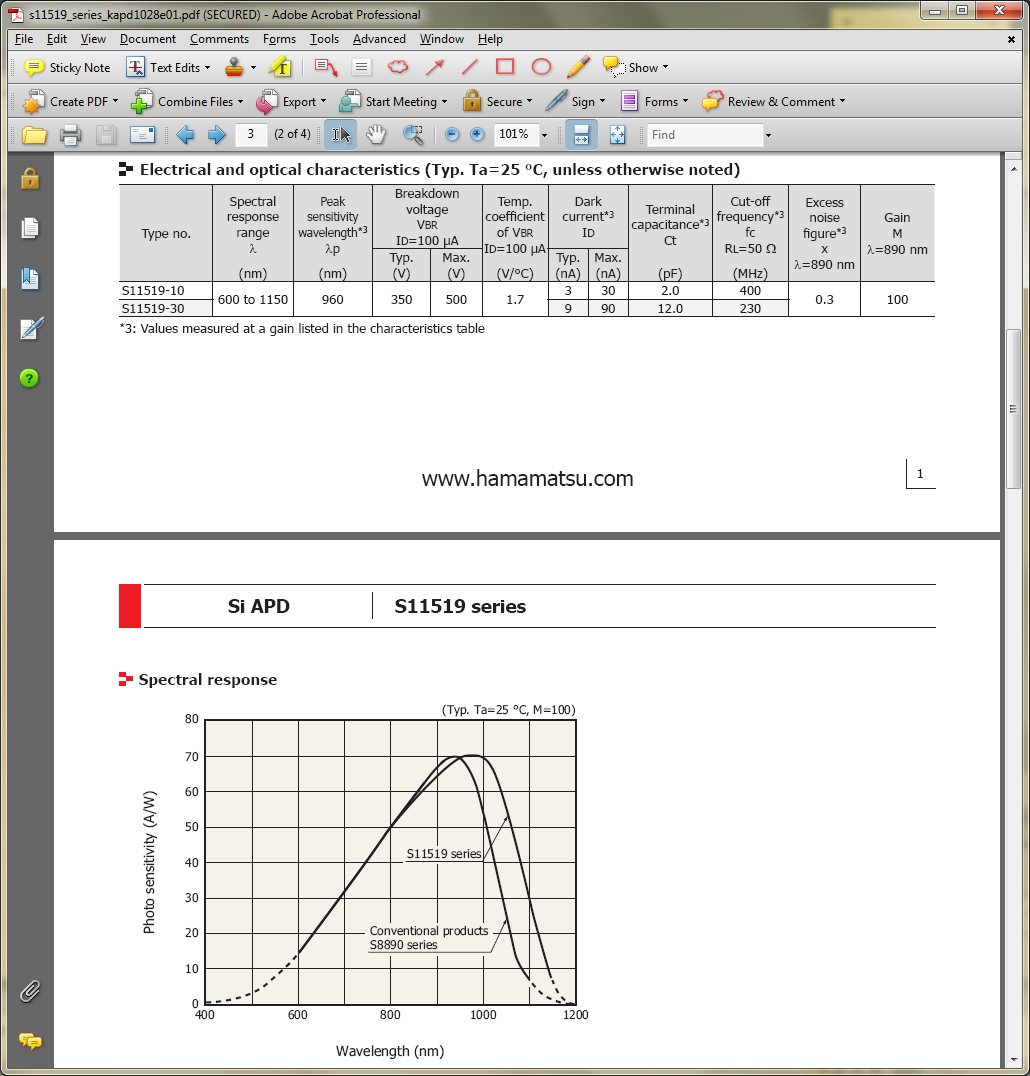 s11519_series_kapd1028e01.pdf (SECURED) - Adobe Acrobat Professional
File Edit View Document Comments Forms Tools Advanced Window Help
Sticky Note Text Edits Show
Create PDF Combine Files Export Start Meeting Secure Sign Forms Review & Comment
3 (2 of 4) 101% Find
Electrical and optical characteristics (Typ. Ta=25 °C, unless otherwise noted)
Type no.
Spectral
response
range
λ
(nm)
Peak
sensitivity
wavelength*3
λp
(nm)
Breakdown
voltage
VBR
ID=100 µA
Typ.
(V)
Max.
(V)
Temp.
coefficient
of VBR
ID=100 µA
(V/°C)
Dark
current*3
ID
Typ.
(nA)
Max.
(nA)
Terminal
capacitance*3
Ct
(pF)
Cut-off
frequency*3
fc
RL=50 Ω
(MHz)
Excess
noise
figure*3
x
λ=890 nm
Gain
M
λ=890 nm
S11519-10 600 to 1150 960 350 500 1.7 3 30 2.0 400 0.3 100
S11519-30 9 90 12.0 230
*3: Values measured at a gain listed in the characteristics table
www.hamamatsu.com
1
Si APD S11519 series
Spectral response
(Typ. Ta=25 °C, M=100)
80
70
60
50
40
30
20
10
0
Photo sensitivity (A/W)
S11519 series
Conventional products
S8890 series
400 600 800 1000 1200
Wavelength (nm)